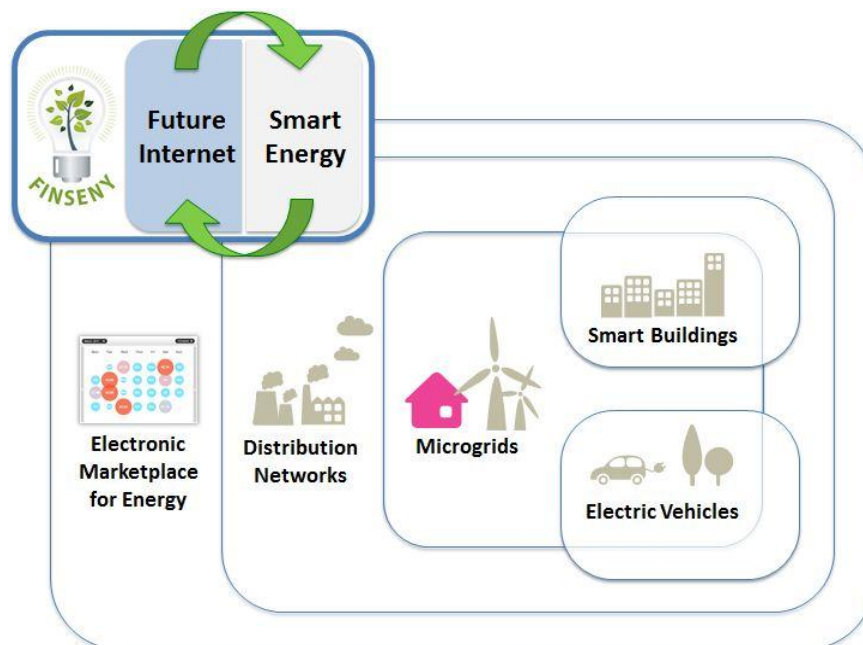 FINSENY
Future
Internet
Smart
Energy
Smart Buildings
Electronic
Marketplace
for Energy
Distribution
Networks
Microgrids
Electric Vehicles